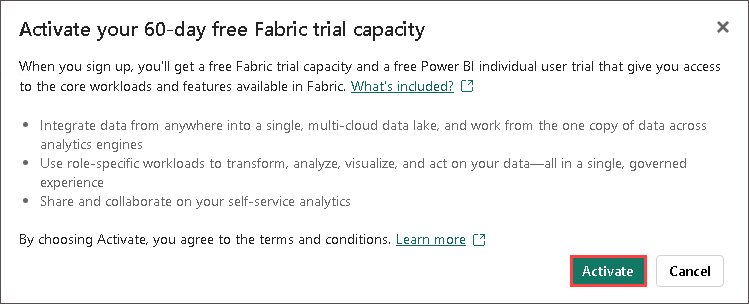 Activate your 60-day free Fabric trial capacity
When you sign up, you'll get a free Fabric trial capacity and a free Power BI individual user trial that give you access
to the core workloads and features available in Fabric. What's included?
• Integrate data from anywhere into a single, multi-cloud data lake, and work from the one copy of data across
analytics engines
• Use role-specific workloads to transform, analyze, visualize, and act on your data—all in a single, governed
experience
• Share and collaborate on your self-service analytics
By choosing Activate, you agree to the terms and conditions. Learn more
Activate Cancel